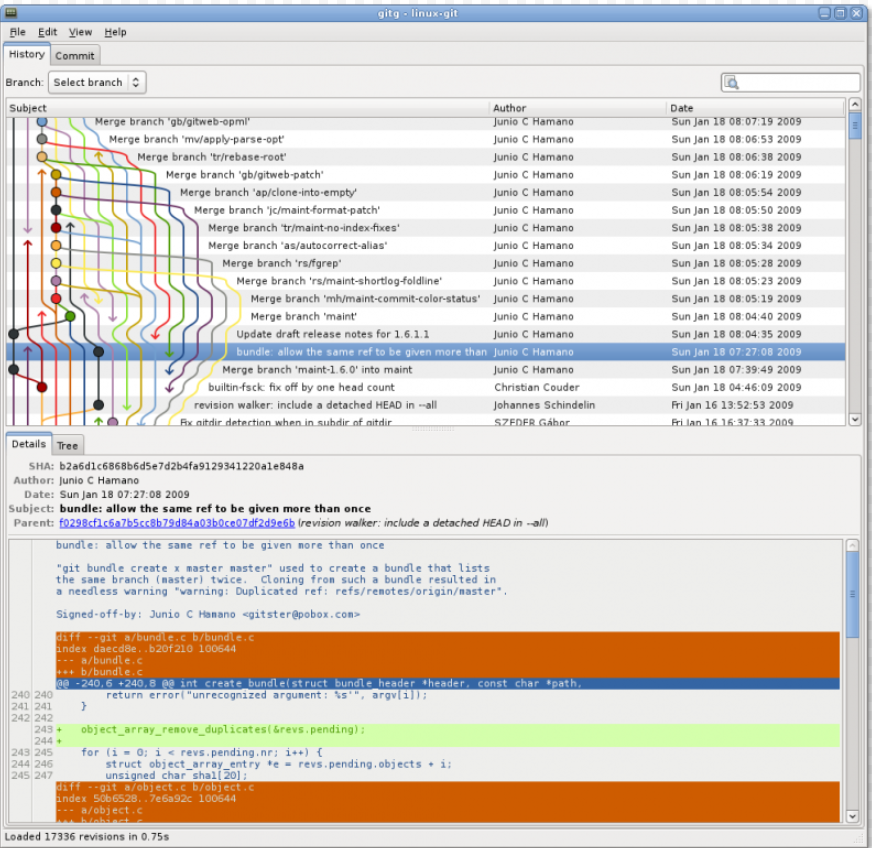 gitg - linux-git
File Edit View Help
History Commit
Branch: Select branch
Subject Author Date
Merge branch 'gb/gitweb-opml' Junio C Hamano Sun Jan 18 08:07:19 2009
Merge branch 'mv/apply-parse-opt' Junio C Hamano Sun Jan 18 08:06:53 2009
Merge branch 'tr/rebase-root' Junio C Hamano Sun Jan 18 08:06:38 2009
Merge branch 'gb/gitweb-patch' Junio C Hamano Sun Jan 18 08:06:19 2009
Merge branch 'ap/clone-into-empty' Junio C Hamano Sun Jan 18 08:05:54 2009
Merge branch 'jc/maint-format-patch' Junio C Hamano Sun Jan 18 08:05:50 2009
Merge branch 'tr/maint-no-index-fixes' Junio C Hamano Sun Jan 18 08:05:38 2009
Merge branch 'as/autocorrect-alias' Junio C Hamano Sun Jan 18 08:05:34 2009
Merge branch 'rs/fgrep' Junio C Hamano Sun Jan 18 08:05:28 2009
Merge branch 'rs/maint-shortlog-foldline' Junio C Hamano Sun Jan 18 08:05:23 2009
Merge branch 'mh/maint-commit-color-status' Junio C Hamano Sun Jan 18 08:05:19 2009
Merge branch 'maint' Junio C Hamano Sun Jan 18 08:04:40 2009
Update draft release notes for 1.6.1.1 Junio C Hamano Sun Jan 18 08:04:35 2009
bundle: allow the same ref to be given more than Junio C Hamano Sun Jan 18 07:27:08 2009
Merge branch 'maint-1.6.0' into maint Junio C Hamano Sun Jan 18 07:39:49 2009
builtin-fsck: fix off by one head count Christian Couder Sun Jan 18 04:46:09 2009
revision walker: include a detached HEAD in --all Johannes Schindelin Fri Jan 16 13:52:53 2009
Fix gitdir detection when in subdir of gitdir SZEDER Gábor Fri Jan 16 16:37:33 2009
Details Tree
SHA: b2a6d1c6868b6d5e7d2b4fa9129341220a1e848a
Author: Junio C Hamano
Date: Sun Jan 18 07:27:08 2009
Subject: bundle: allow the same ref to be given more than once
Parent: f0298cf1c6a7b5cc8b79d84a03b0ce07df2d9e6b (revision walker: include a detached HEAD in --all)
bundle: allow the same ref to be given more than once
"git bundle create x master master" used to create a bundle that lists
the same branch (master) twice. Cloning from such a bundle resulted in
a needless warning "warning: Duplicated ref: refs/remotes/origin/master".
Signed-off-by: Junio C Hamano <gitster@pobox.com>
diff --git a/bundle.c b/bundle.c
index daecd8e..b20f210 100644
--- a/bundle.c
+++ b/bundle.c
@@ -240,6 +240,8 @@ int create_bundle(struct bundle_header *header, const char *path,
240 240 return error("unrecognized argument: %s'", argv[i]);
241 241 }
242 242
243 + object_array_remove_duplicates(&revs.pending);
244 +
243 245 for (i = 0; i < revs.pending.nr; i++) {
244 246 struct object_array_entry *e = revs.pending.objects + i;
245 247 unsigned char sha1[20];
diff --git a/object.c b/object.c
index 50b6528..7e6a92c 100644
--- a/object.c
+++ b/object.c
Loaded 17336 revisions in 0.75s